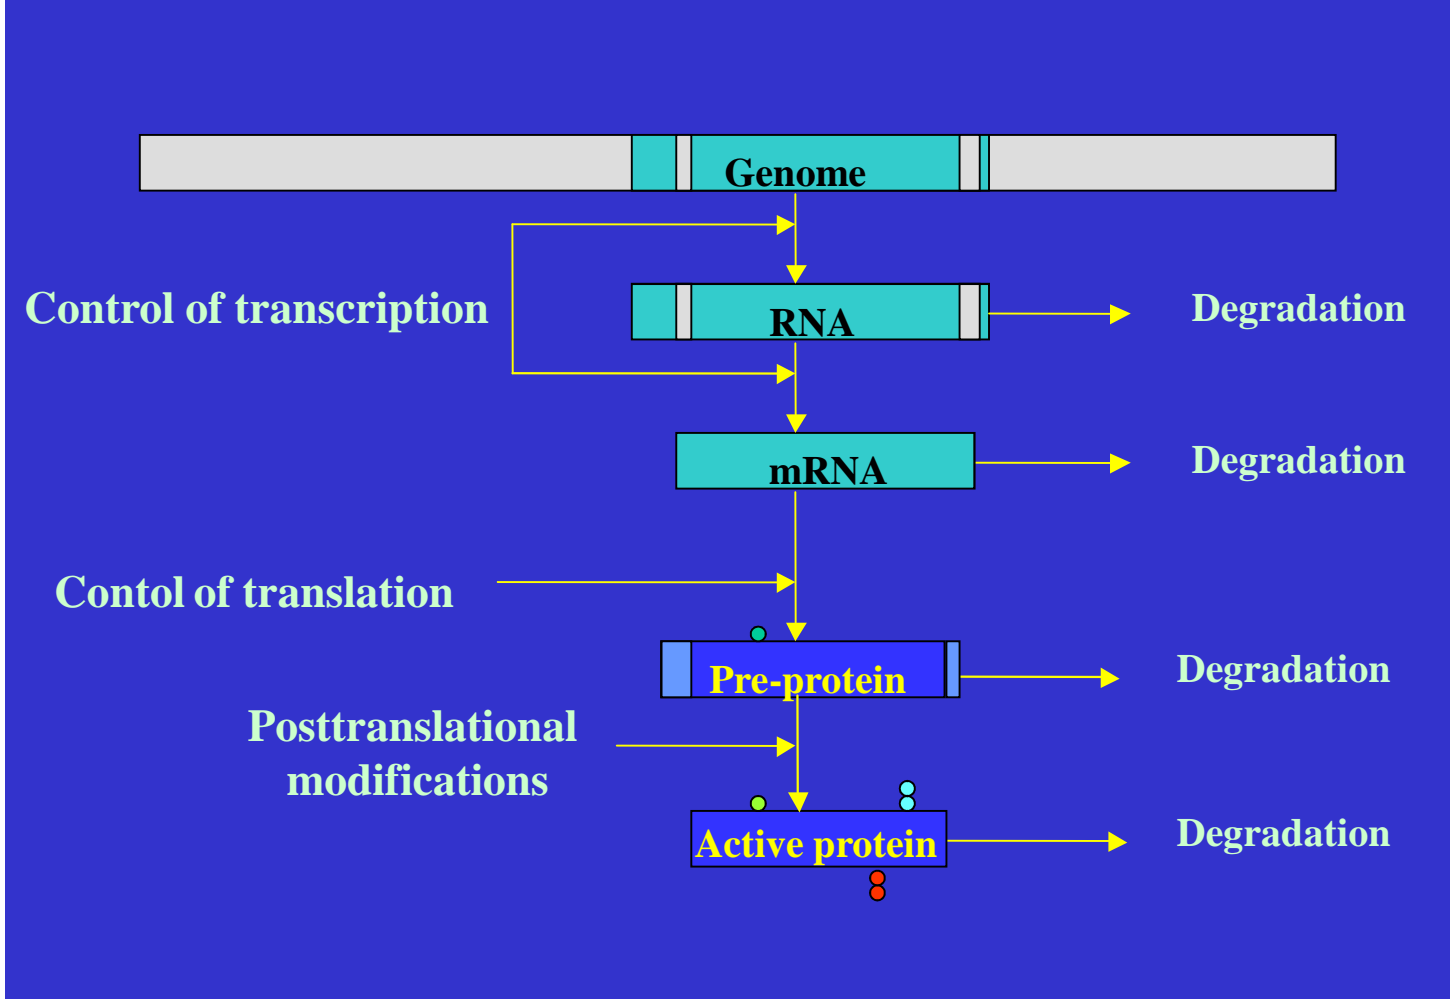 Genome
Control of transcription
RNA
Degradation
mRNA
Degradation
Contol of translation
Pre-protein
Degradation
Posttranslational
modifications
Active protein
Degradation